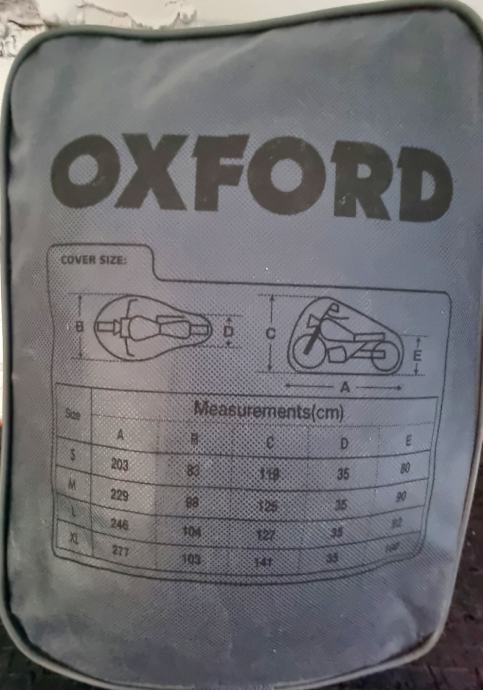 OXFORD
COVER SIZE:
B D C E
A
Size Measurements(cm)
A B C D E
S 203 83 119 35 80
M 229 98 125 35 90
L 246 104 127 35
XL 277 103 141 35